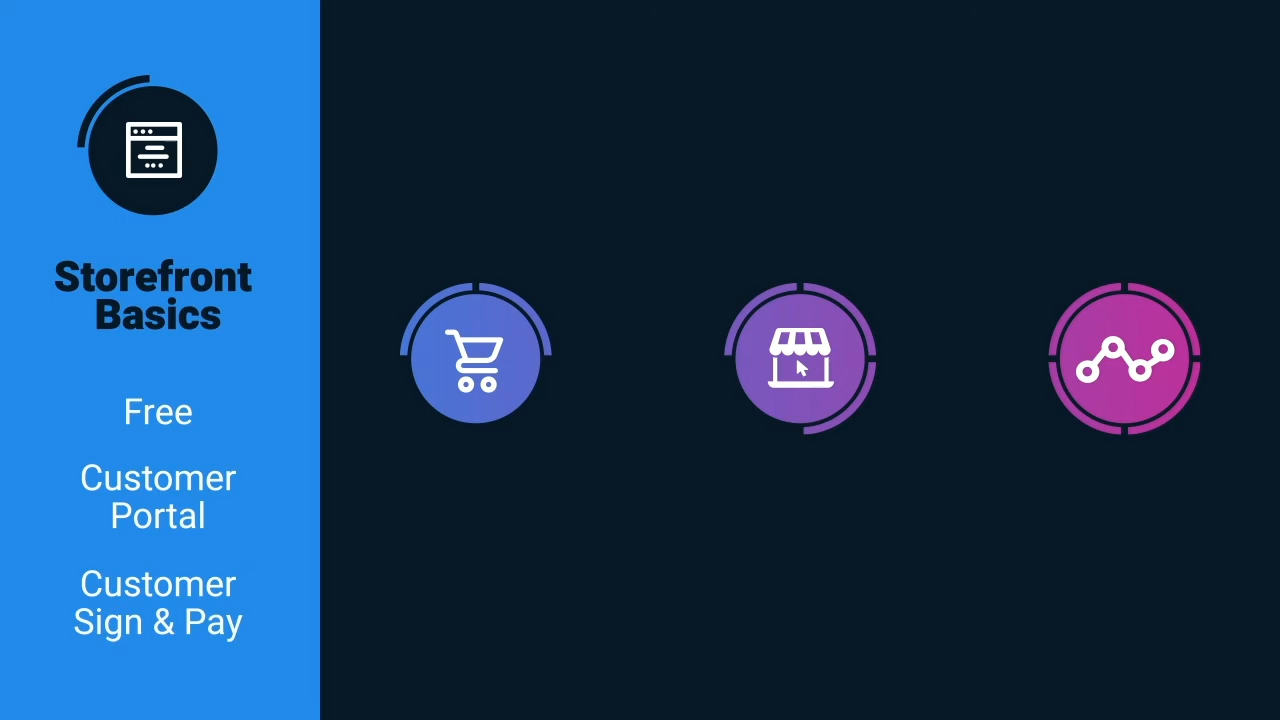 Storefront
Basics
Free
Customer
Portal
Customer
Sign & Pay